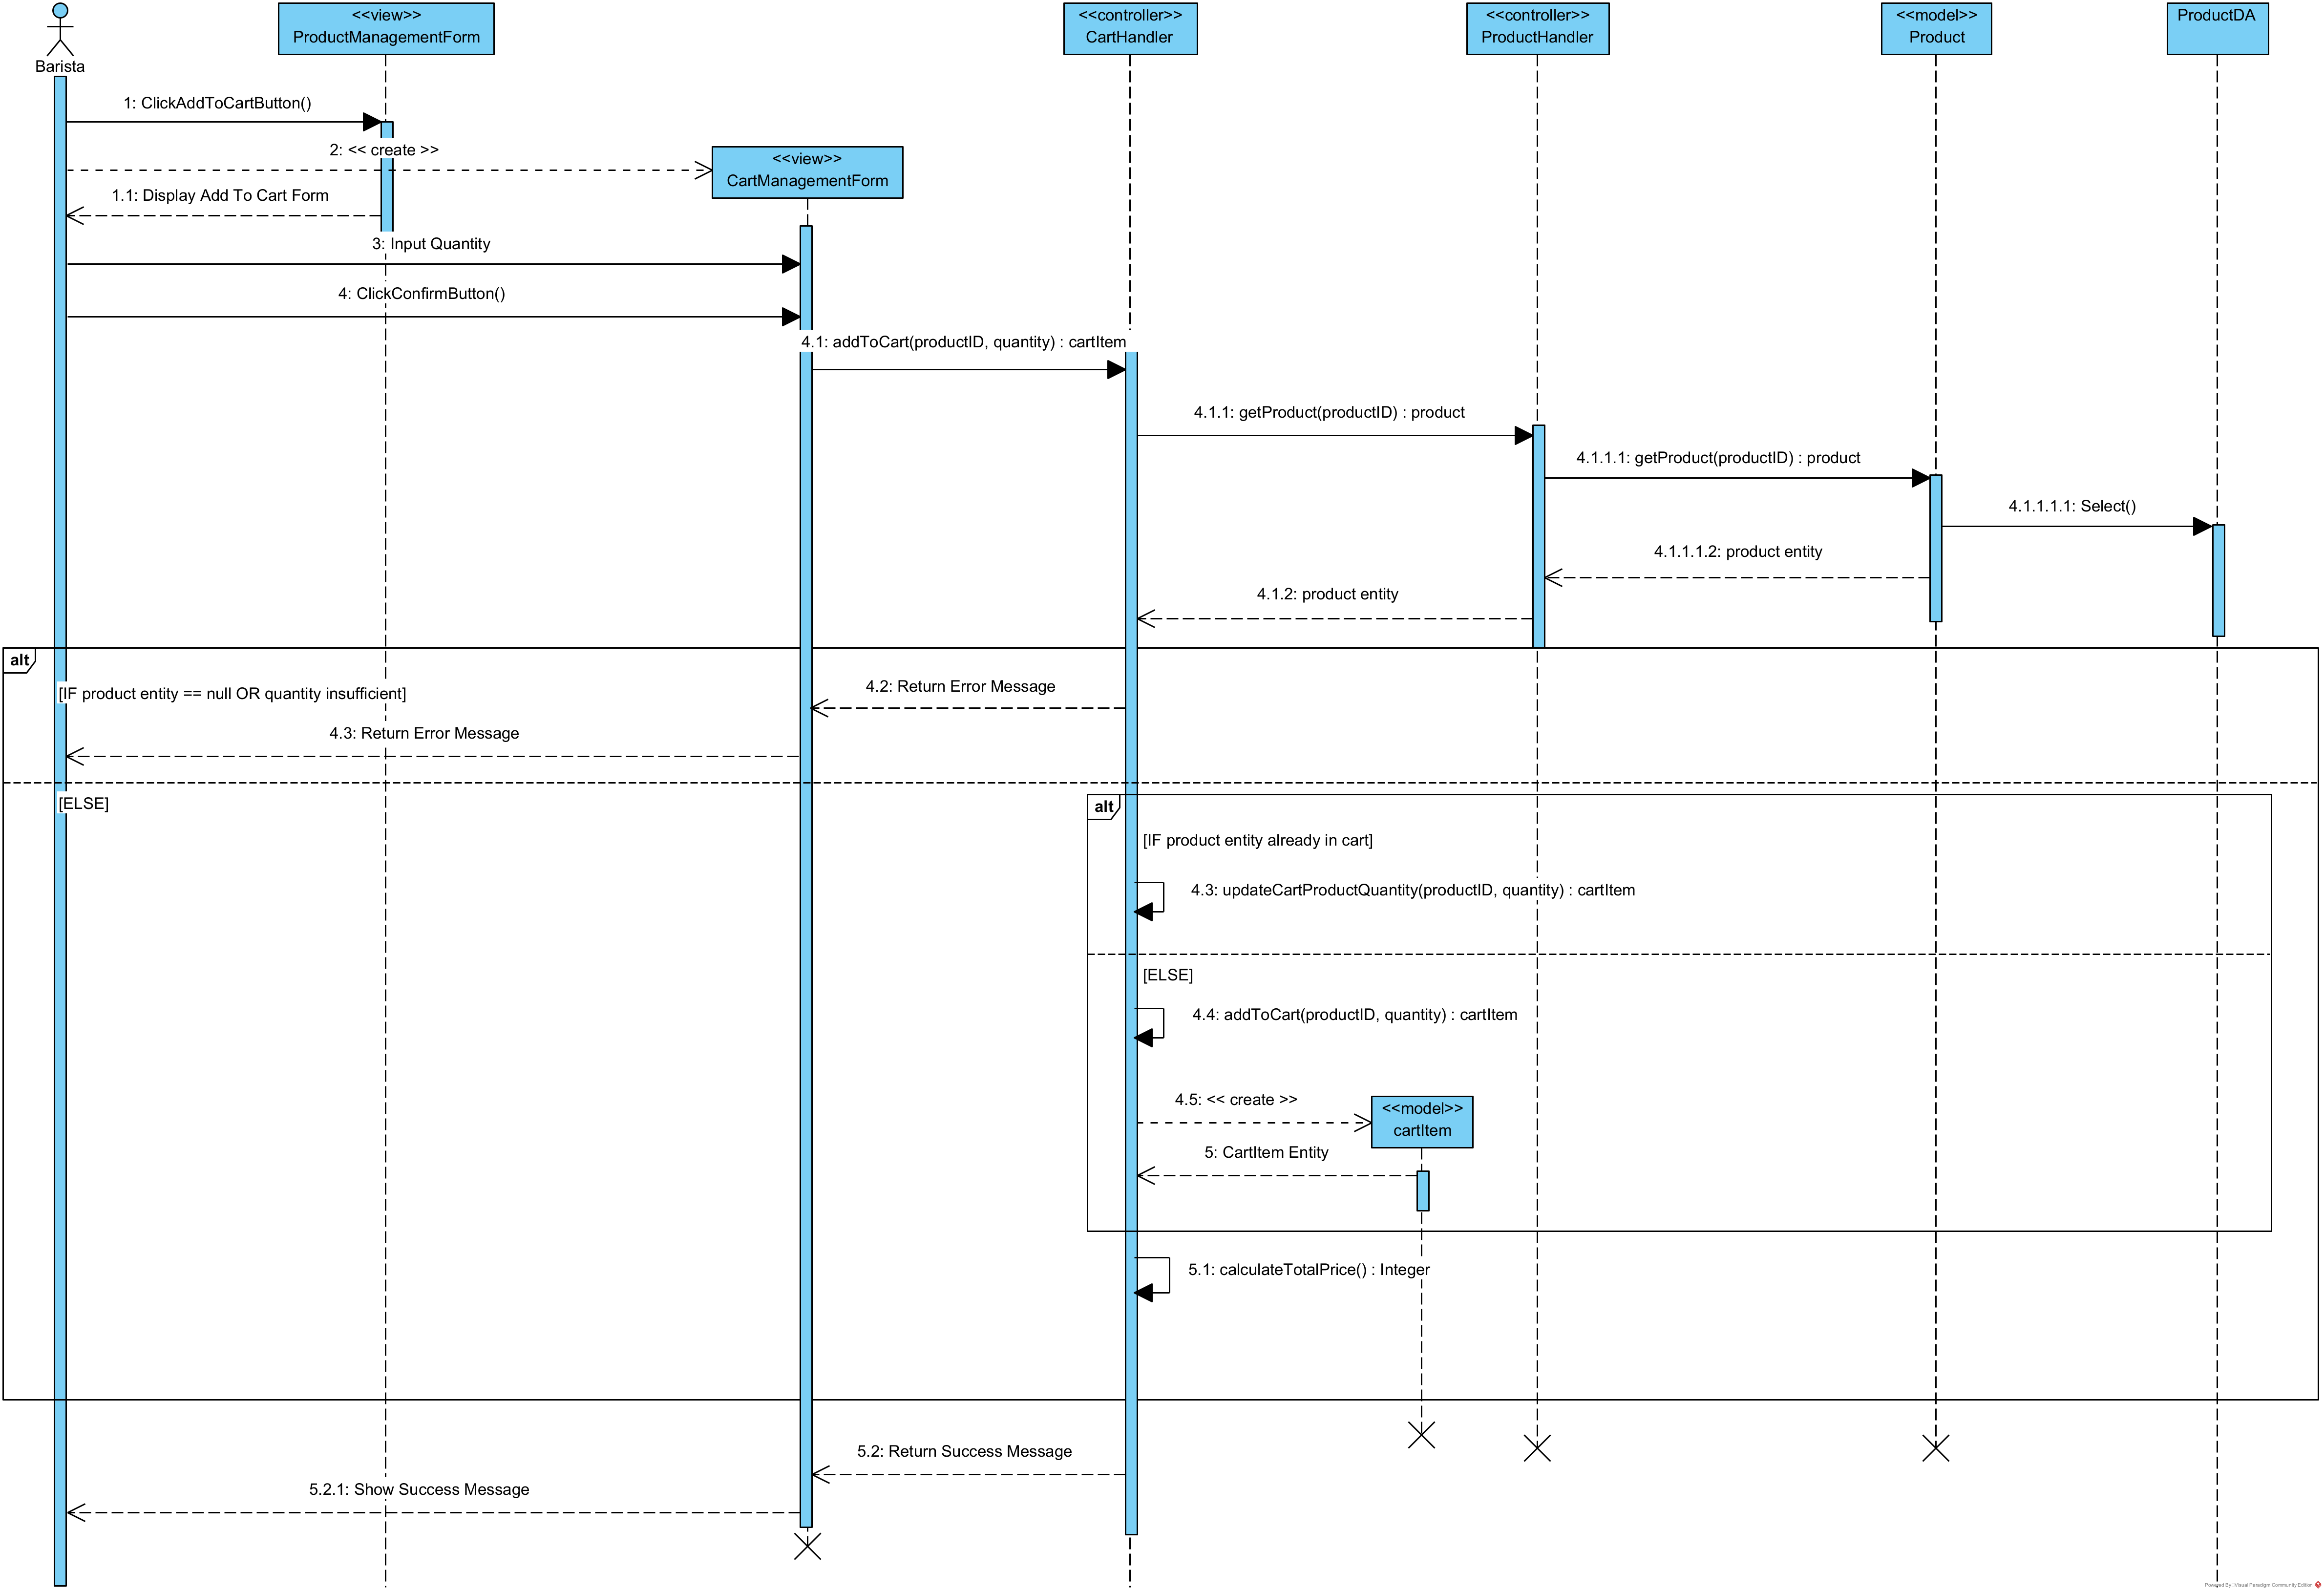 <<view>>
ProductManagementForm
<<controller>>
CartHandler
<<controller>>
ProductHandler
<<model>>
Product
ProductDA
Barista
1: ClickAddToCartButton()
2: << create >>
<<view>>
CartManagementForm
1.1: Display Add To Cart Form
3: Input Quantity
4: ClickConfirmButton()
4.1: addToCart(productID, quantity) : cartItem
4.1.1: getProduct(productID) : product
4.1.1.1: getProduct(productID) : product
4.1.1.1.1: Select()
4.1.1.1.2: product entity
4.1.2: product entity
alt
[IF product entity == null OR quantity insufficient]
4.2: Return Error Message
4.3: Return Error Message
[ELSE]
alt
[IF product entity already in cart]
4.3: updateCartProductQuantity(productID, quantity) : cartItem
[ELSE]
4.4: addToCart(productID, quantity) : cartItem
4.5: << create >>
<<model>>
cartItem
5: CartItem Entity
5.1: calculateTotalPrice() : Integer
5.2: Return Success Message
5.2.1: Show Success Message
Powered By Visual Paradigm Community Edition